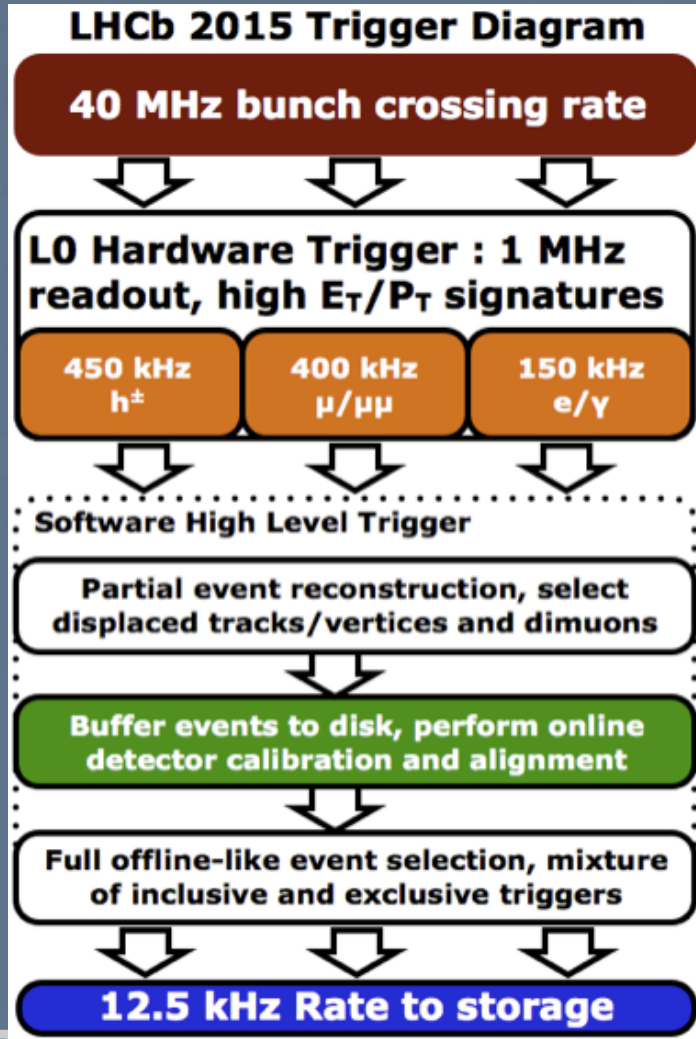 LHCb 2015 Trigger Diagram
40 MHz bunch crossing rate
L0 Hardware Trigger : 1 MHz
readout, high E_T/P_T signatures
450 kHz
h±
400 kHz
μ/μμ
150 kHz
e/γ
Software High Level Trigger
Partial event reconstruction, select
displaced tracks/vertices and dimuons
Buffer events to disk, perform online
detector calibration and alignment
Full offline-like event selection, mixture
of inclusive and exclusive triggers
12.5 kHz Rate to storage